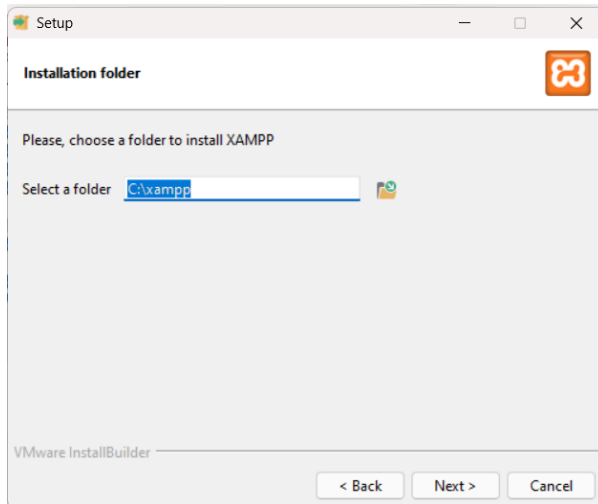 Setup
Installation folder
Please, choose a folder to install XAMPP
Select a folder C:\xampp
VMware InstallBuilder
< Back Next > Cancel